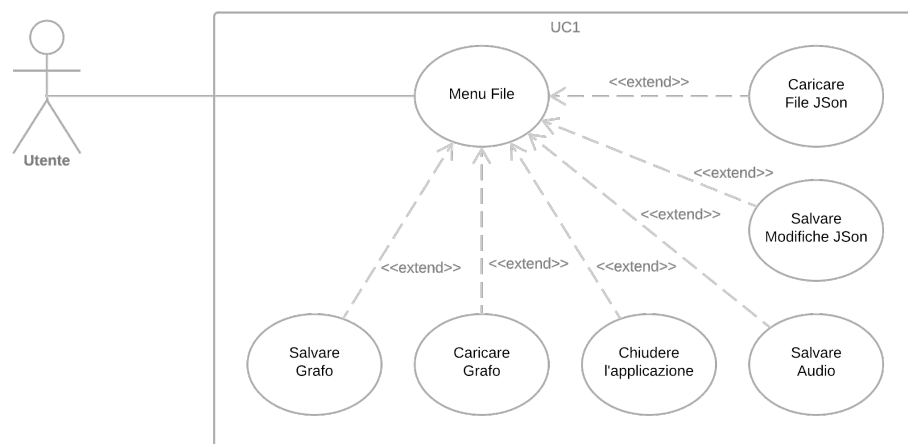 UC1
Menu File
<<extend>>
Caricare
File JSon
Utente
<<extend>>
Salvare
Modifiche JSon
<<extend>>
<<extend>>
<<extend>>
<<extend>>
Salvare
Grafo
Caricare
Grafo
Chiudere
l'applicazione
Salvare
Audio